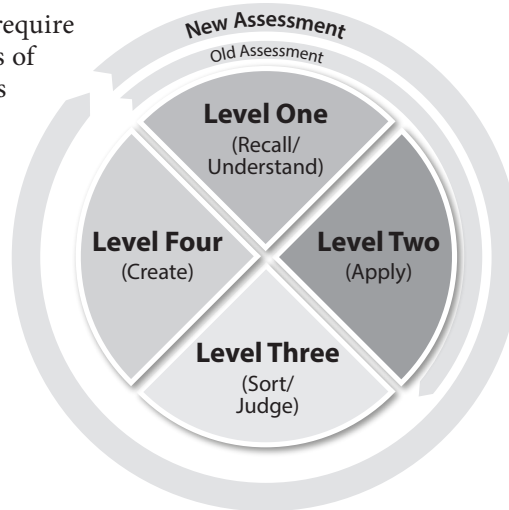 require
s of
s
New Assessment
Old Assessment
Level One
(Recall/
Understand)
Level Four
(Create)
Level Two
(Apply)
Level Three
(Sort/
Judge)